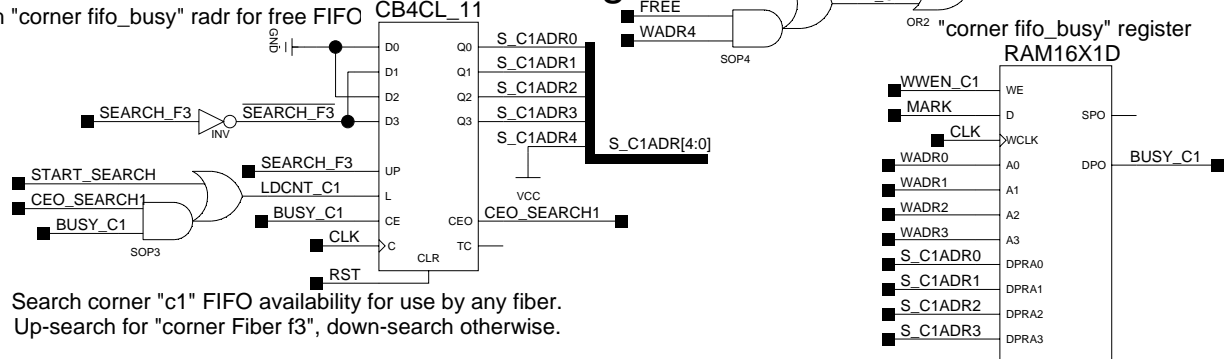 "corner fifo_busy" radr for free FIFO
CB4CL_11
GND
D0
D1
D2
D3
Q0
Q1
Q2
Q3
S_C1ADR0
S_C1ADR1
S_C1ADR2
S_C1ADR3
S_C1ADR4
S_C1ADR[4:0]
VCC
SEARCH_F3
INV
SEARCH_F3
SEARCH_F3
UP
START_SEARCH
CEO_SEARCH1
BUSY_C1
SOP3
LDCNT_C1
L
BUSY_C1
CE
CEO
CEO_SEARCH1
CLK
C
TC
CLR
RST
Search corner "c1" FIFO availability for use by any fiber.
Up-search for "corner Fiber f3", down-search otherwise.
FREE
WADR4
SOP4
OR2
"corner fifo_busy" register
RAM16X1D
WWEN_C1
WE
MARK
D
SPO
CLK
WCLK
WADR0
A0
DPO
BUSY_C1
WADR1
A1
WADR2
A2
WADR3
A3
S_C1ADR0
DPRA0
S_C1ADR1
DPRA1
S_C1ADR2
DPRA2
S_C1ADR3
DPRA3